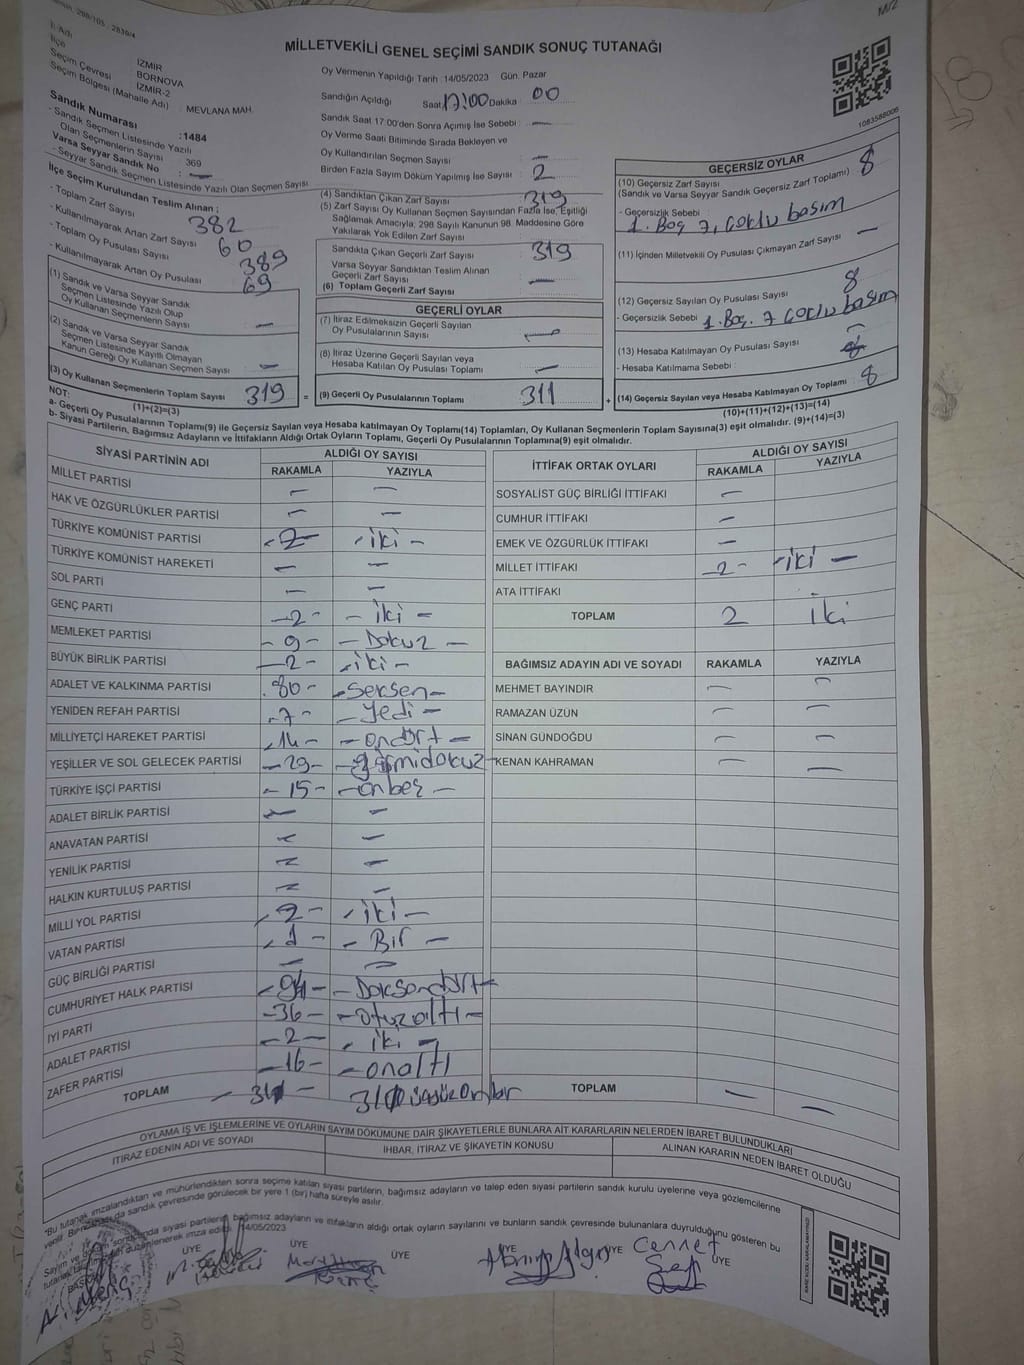 M/2
MİLLETVEKİLİ GENEL SEÇİMİ SANDIK SONUÇ TUTANAĞI
İl Adı İZMİR
İlçe BORNOVA
Seçim Çevresi İZMİR-2
Seçim Bölgesi (Mahalle Adı) : MEVLANA MAH.
Sandık Numarası :1484
- Sandık Seçmen Listesinde Yazılı
Olan Seçmenlerin Sayısı 369
Varsa Seyyar Sandık No : —
- Seyyar Sandık Seçmen Listesinde Yazılı Olan Seçmen Sayısı
İlçe Seçim Kurulundan Teslim Alınan ;
- Toplam Zarf Sayısı 382
- Kullanılmayarak Artan Zarf Sayısı 60
- Toplam Oy Pusulası Sayısı 389
- Kullanılmayarak Artan Oy Pusulası 69
(1) Sandık ve Varsa Seyyar Sandık
Seçmen Listesinde Yazılı Olup
Oy Kullanan Seçmenlerin Sayısı —
(2) Sandık ve Varsa Seyyar Sandık
Seçmen Listesinde Kayıtlı Olmayan
Kanun Gereği Oy Kullanan Seçmen Sayısı —
(3) Oy Kullanan Seçmenlerin Toplam Sayısı 319
(1)+(2)=(3)
Oy Vermenin Yapıldığı Tarih :14/05/2023 Gün. Pazar
Sandığın Açıldığı Saat 17:00 Dakika 00
Sandık Saat 17:00'den Sonra Açımış İse Sebebi : —
Oy Verme Saati Bitiminde Sırada Bekleyen ve
Oy Kullandırılan Seçmen Sayısı —
Birden Fazla Sayım Döküm Yapılmış İse Sayısı : 2
(4) Sandıktan Çıkan Zarf Sayısı 319
(5) Zarf Sayısı Oy Kullanan Seçmen Sayısından Fazla İse, Eşitliği
Sağlamak Amacıyla; 298 Sayılı Kanunun 98. Maddesine Göre
Yakılarak Yok Edilen Zarf Sayısı
Sandıkta Çıkan Geçerli Zarf Sayısı 319
Varsa Seyyar Sandıktan Teslim Alınan
Geçerli Zarf Sayısı —
(6) Toplam Geçerli Zarf Sayısı
GEÇERLİ OYLAR
(7) İtiraz Edilmeksizin Geçerli Sayılan
Oy Pusulalarının Sayısı —
(8) İtiraz Üzerine Geçerli Sayılan veya
Hesaba Katılan Oy Pusulası Toplamı —
= (9) Geçerli Oy Pusulalarının Toplamı 311
1083588006
GEÇERSİZ OYLAR
(10) Geçersiz Zarf Sayısı 8
(Sandık ve Varsa Seyyar Sandık Geçersiz Zarf Toplamı)
- Geçersizlik Sebebi
1. Boş 7, çoklu basım
(11) İçinden Milletvekili Oy Pusulası Çıkmayan Zarf Sayısı —
(12) Geçersiz Sayılan Oy Pusulası Sayısı 8
- Geçersizlik Sebebi 1. Boş. 7 çoklu basım
(13) Hesaba Katılmayan Oy Pusulası Sayısı —
- Hesaba Katılmama Sebebi :
+ (14) Geçersiz Sayılan veya Hesaba Katılmayan Oy Toplamı 8
(10)+(11)+(12)+(13)=(14)
NOT:
a- Geçerli Oy Pusulaları(9) ile Geçersiz Sayılan veya Hesaba katılmayan Oy Toplamı(14) Toplamları, Oy Kullanan Seçmenlerin Toplam Sayısına(3) eşit olmalıdır. (9)+(14)=(3)
b- Siyasi Partilerin, Bağımsız Adayların ve İttifakların Aldığı Ortak Oyların Toplamı, Geçerli Oy Pusulalarının Toplamına(9) eşit olmalıdır.
SİYASİ PARTİNİN ADI ALDIĞI OY SAYISI
RAKAMLA YAZIYLA
MİLLET PARTİSİ — —
HAK VE ÖZGÜRLÜKLER PARTİSİ — —
TÜRKİYE KOMÜNİST PARTİSİ -2- -iki-
TÜRKİYE KOMÜNİST HAREKETİ — —
SOL PARTİ — —
GENÇ PARTİ -2- -iki-
MEMLEKET PARTİSİ -9- -Dokuz-
BÜYÜK BİRLİK PARTİSİ -2- -iki-
ADALET VE KALKINMA PARTİSİ -80- -Seksen-
YENİDEN REFAH PARTİSİ -7- -Yedi-
MİLLİYETÇİ HAREKET PARTİSİ -14- -ondört-
YEŞİLLER VE SOL GELECEK PARTİSİ -29- -yirmidokuz-
TÜRKİYE İŞÇİ PARTİSİ -15- -onbeş-
ADALET BİRLİK PARTİSİ — —
ANAVATAN PARTİSİ — —
YENİLİK PARTİSİ — —
HALKIN KURTULUŞ PARTİSİ — —
MİLLİ YOL PARTİSİ -2- -iki-
VATAN PARTİSİ -1- -Bir-
GÜÇ BİRLİĞİ PARTİSİ — —
CUMHURİYET HALK PARTİSİ -94- -Doksandört-
İYİ PARTİ -36- -otuzaltı-
ADALET PARTİSİ -2- -iki-
ZAFER PARTİSİ -16- -onaltı
TOPLAM
İTTİFAK ORTAK OYLARI ALDIĞI OY SAYISI
RAKAMLA YAZIYLA
SOSYALİST GÜÇ BİRLİĞİ İTTİFAKI —
CUMHUR İTTİFAKI —
EMEK VE ÖZGÜRLÜK İTTİFAKI —
MİLLET İTTİFAKI -2- -iki-
ATA İTTİFAKI
TOPLAM 2 iki
BAĞIMSIZ ADAYIN ADI VE SOYADI RAKAMLA YAZIYLA
MEHMET BAYINDIR — —
RAMAZAN ÜZÜN — —
SİNAN GÜNDOĞDU — —
KENAN KAHRAMAN — —
TOPLAM — —
OYLAMA İŞ VE İŞLEMLERİNE VE OYLARIN SAYIM DÖKÜMÜNE DAİR ŞİKAYETLERLE BUNLARA AİT KARARLARIN NELERDEN İBARET BULUNDUKLARI
İTİRAZ EDENİN ADI VE SOYADI İHBAR, İTİRAZ VE ŞİKAYETİN KONUSU ALINAN KARARIN NEDEN İBARET OLDUĞU
"Bu tutanak imzalandıktan ve mühürlendikten sonra seçime katılan siyasi partilerin, bağımsız adayların ve talep eden siyasi partilerin sandık kurulu üyelerine veya gözlemcilerine
verilir. Bir nüshası da sandık çevresinde görülecek bir yere 1 (bir) hafta süreyle asılır.
siyasi partilerin, bağımsız adayların ve ittifakların aldığı ortak oyların sayılarını ve bunların sandık çevresinde bulunanlara duyrulduğunu gösteren bu
tutanak düzenlenerek imza edildi. 14/05/2023
BAŞKAN ÜYE ÜYE ÜYE ÜYE ÜYE ÜYE
Cennet